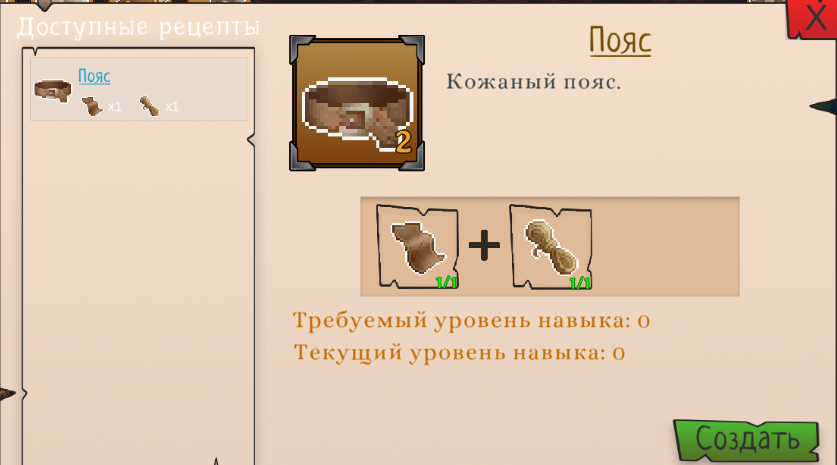 Доступные рецепты
X
Пояс
x1 x1
Пояс
Кожаный пояс.
2
1/1 1/1
Требуемый уровень навыка: 0
Текущий уровень навыка: 0
Создать